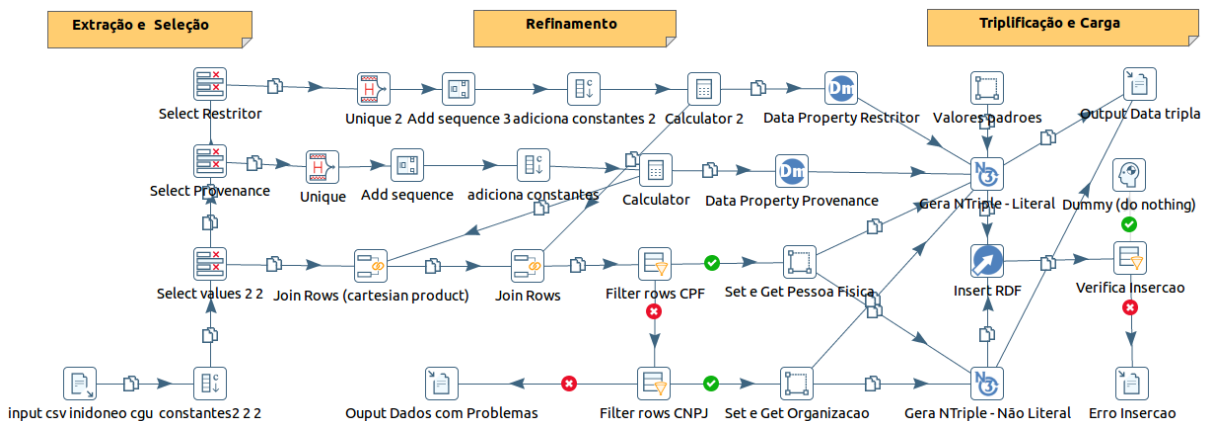 Extração e Seleção
Refinamento
Triplificação e Carga
Select Restritor
Unique 2
Add sequence 3
adiciona constantes 2
Calculator 2
Data Property Restritor
Valores padroes
Output Data tripla
Select Provenance
Unique
Add sequence
adiciona constantes
Calculator
Data Property Provenance
Gera NTriple - Literal
Dummy (do nothing)
Select values 2 2
Join Rows (cartesian product)
Join Rows
Filter rows CPF
Set e Get Pessoa Fisica
Insert RDF
Verifica Insercao
input csv inidoneo cgu
constantes2 2 2
Ouput Dados com Problemas
Filter rows CNPJ
Set e Get Organizacao
Gera NTriple - Não Literal
Erro Insercao